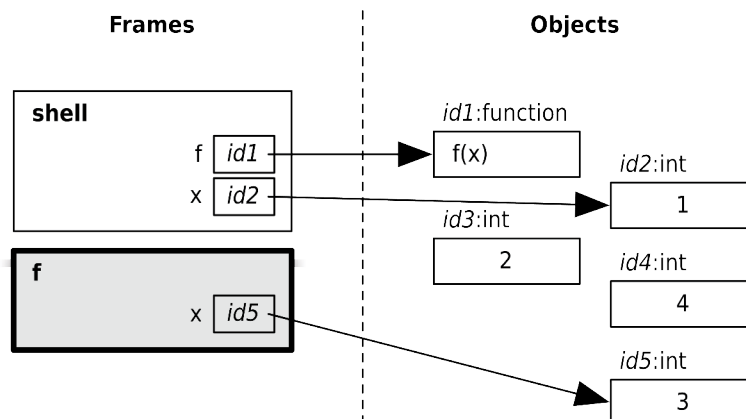 Frames
Objects
shell
f id1
x id2
id1:function
f(x)
id2:int
1
id3:int
2
id4:int
4
f
x id5
id5:int
3